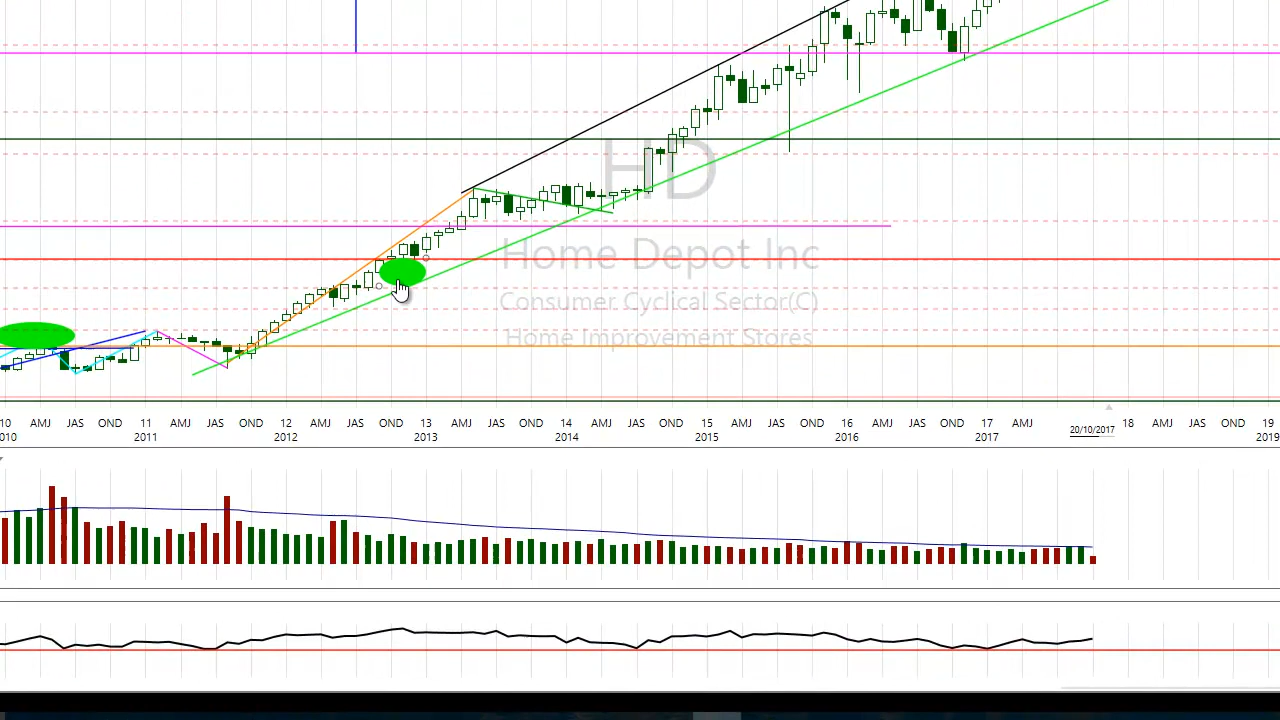 HD
Home Depot Inc
Consumer Cyclical Sector(C)
Home Improvement Stores
10 AMJ JAS OND 11 AMJ JAS OND 12 AMJ JAS OND 13 AMJ JAS OND 14 AMJ JAS OND 15 AMJ JAS OND 16 AMJ JAS OND 17 AMJ 20/10/2017 18 AMJ JAS OND 19
010 2011 2012 2013 2014 2015 2016 2017 2019